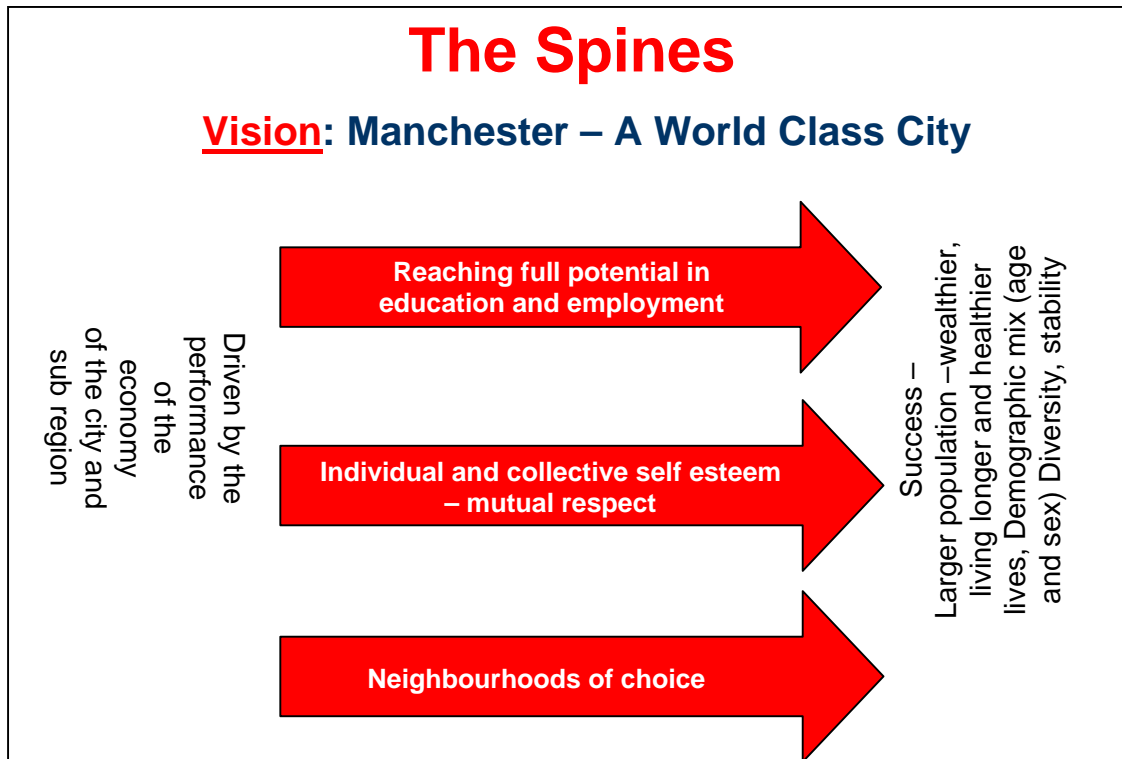 The Spines
Vision: Manchester – A World Class City
Driven by the
performance
of the
economy
of the city and
sub region
Reaching full potential in
education and employment
Individual and collective self esteem
– mutual respect
Neighbourhoods of choice
Success –
Larger population –wealthier,
living longer and healthier
lives, Demographic mix (age
and sex) Diversity, stability